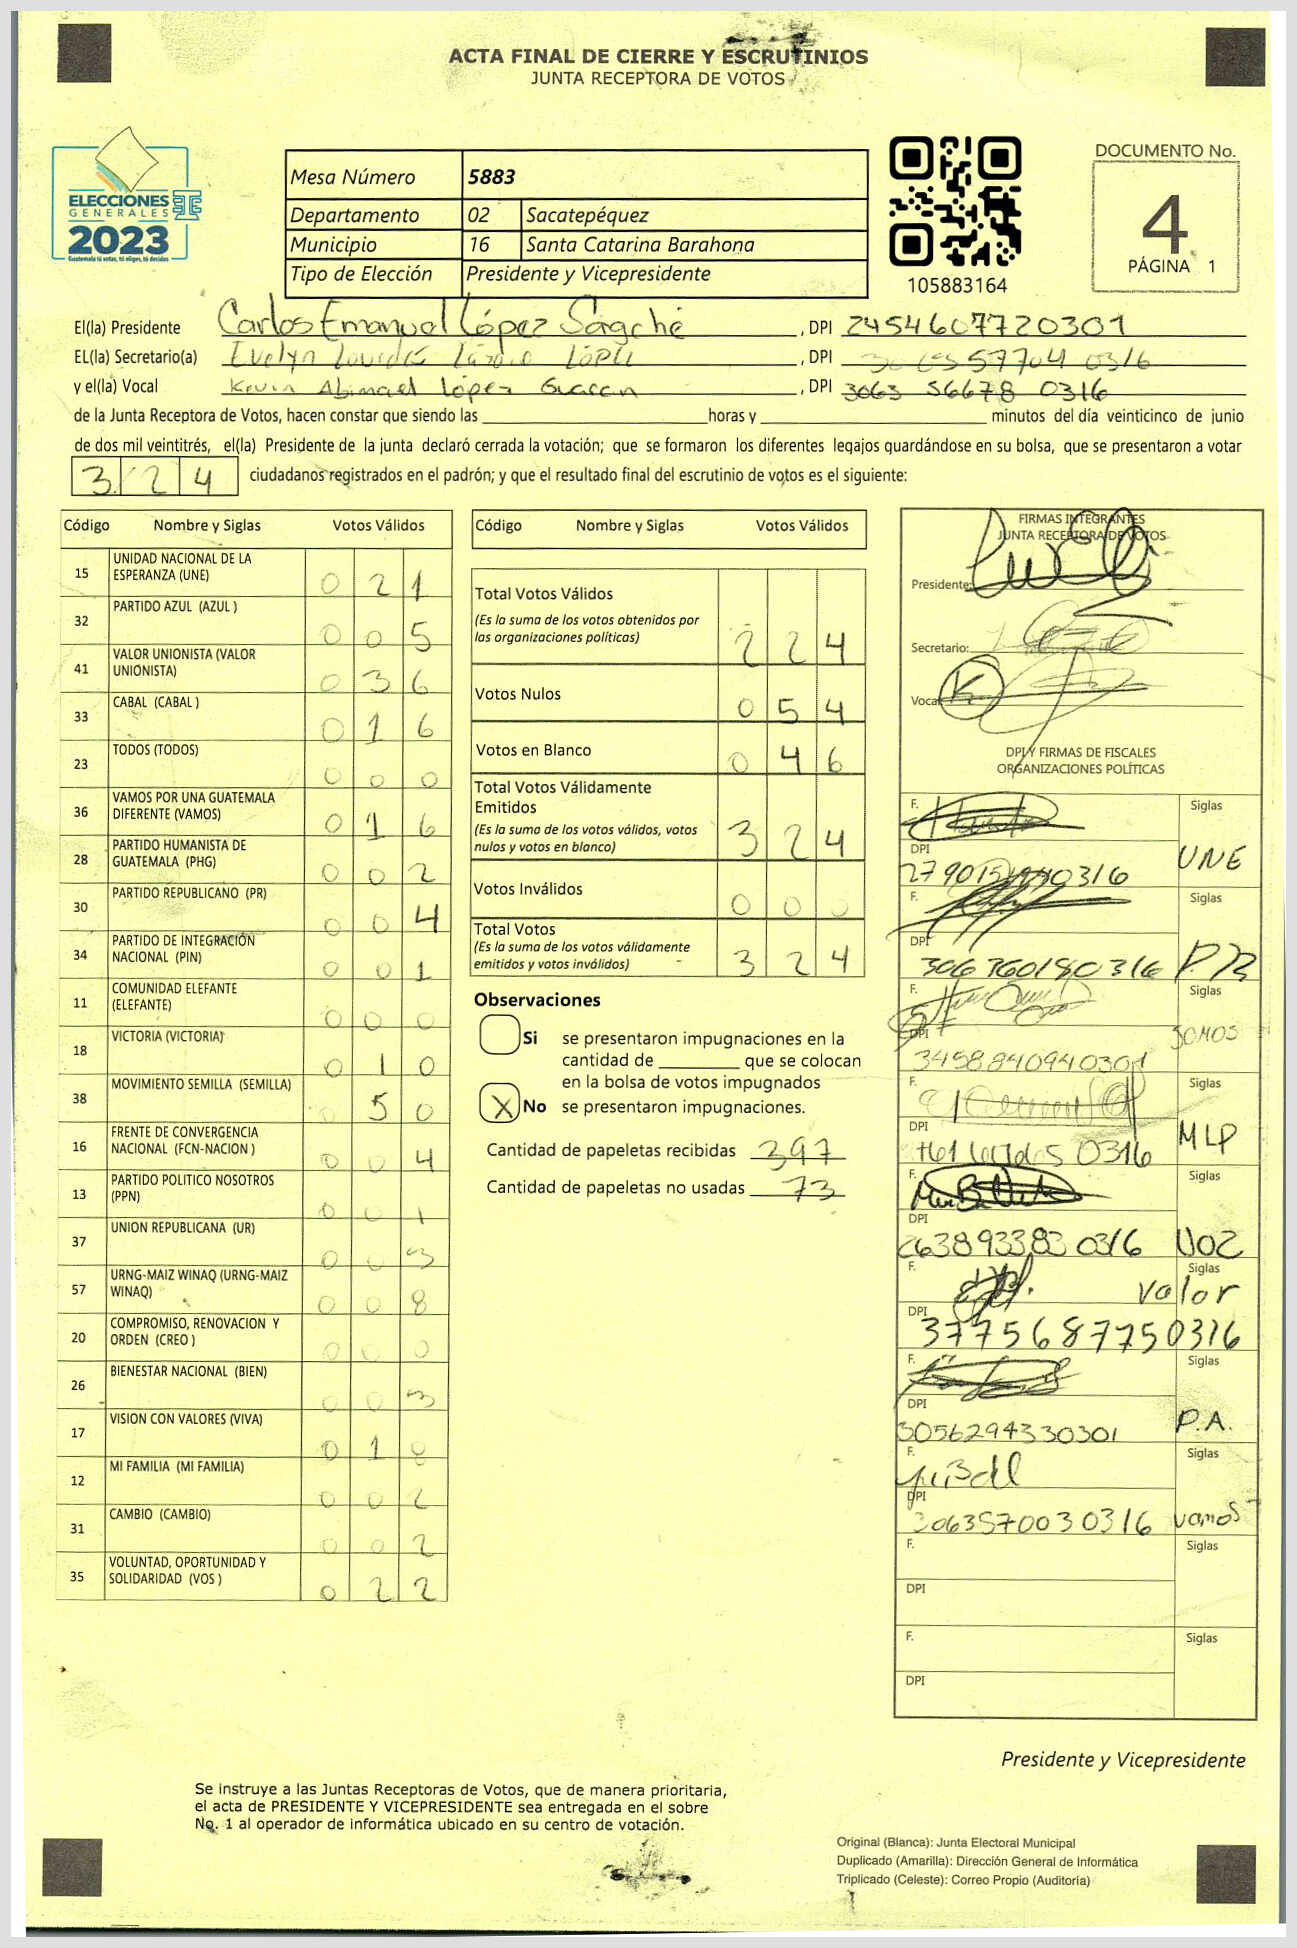 ACTA FINAL DE CIERRE Y ESCRUTINIOS
JUNTA RECEPTORA DE VOTOS
ELECCIONES
GENERALES
2023
Guatemala tú votas, tú eliges, tú decides
Mesa Número 5883
Departamento 02 Sacatepéquez
Municipio 16 Santa Catarina Barahona
Tipo de Elección Presidente y Vicepresidente
105883164
DOCUMENTO No.
4
PÁGINA 1
El(la) Presidente Carlos Emanuel López Sagché, DPI 2454607720301
EL(la) Secretario(a) Evelyn Lourdes López, DPI 0316
y el(la) Vocal Kevin Abimael López Guarán, DPI 3063 56678 0316
de la Junta Receptora de Votos, hacen constar que siendo las horas y minutos del día veinticinco de junio
de dos mil veintitrés, el(la) Presidente de la junta declaró cerrada la votación; que se formaron los diferentes legajos guardándose en su bolsa, que se presentaron a votar
324 ciudadanos registrados en el padrón; y que el resultado final del escrutinio de votos es el siguiente:
Código Nombre y Siglas Votos Válidos
15 UNIDAD NACIONAL DE LA ESPERANZA (UNE) 0 2 1
32 PARTIDO AZUL (AZUL ) 0 0 5
41 VALOR UNIONISTA (VALOR UNIONISTA) 0 3 6
33 CABAL (CABAL ) 0 1 6
23 TODOS (TODOS) 0 0 0
36 VAMOS POR UNA GUATEMALA DIFERENTE (VAMOS) 0 1 6
28 PARTIDO HUMANISTA DE GUATEMALA (PHG) 0 0 2
30 PARTIDO REPUBLICANO (PR) 0 0 4
34 PARTIDO DE INTEGRACIÓN NACIONAL (PIN) 0 0 1
11 COMUNIDAD ELEFANTE (ELEFANTE) 0 0 0
18 VICTORIA (VICTORIA) 0 1 0
38 MOVIMIENTO SEMILLA (SEMILLA) 0 5 0
16 FRENTE DE CONVERGENCIA NACIONAL (FCN-NACION ) 0 0 4
13 PARTIDO POLITICO NOSOTROS (PPN) 0 0 1
37 UNION REPUBLICANA (UR) 0 0 3
57 URNG-MAIZ WINAQ (URNG-MAIZ WINAQ) 0 0 8
20 COMPROMISO, RENOVACION Y ORDEN (CREO ) 0 0 0
26 BIENESTAR NACIONAL (BIEN) 0 0 3
17 VISION CON VALORES (VIVA) 0 1
12 MI FAMILIA (MI FAMILIA) 0 0 2
31 CAMBIO (CAMBIO) 0 0 2
35 VOLUNTAD, OPORTUNIDAD Y SOLIDARIDAD (VOS ) 0 2 2
Código Nombre y Siglas Votos Válidos
Total Votos Válidos
(Es la suma de los votos obtenidos por
las organizaciones políticas) 2 2 4
Votos Nulos 0 5 4
Votos en Blanco 0 4 6
Total Votos Válidamente
Emitidos
(Es la suma de los votos válidos, votos
nulos y votos en blanco) 3 2 4
Votos Inválidos 0 0 0
Total Votos
(Es la suma de los votos válidamente
emitidos y votos inválidos) 3 2 4
Observaciones
Si se presentaron impugnaciones en la
cantidad de que se colocan
en la bolsa de votos impugnados
X No se presentaron impugnaciones.
Cantidad de papeletas recibidas 397
Cantidad de papeletas no usadas 73
FIRMAS INTEGRANTES
JUNTA RECEPTORA DE VOTOS
Presidente:
Secretario:
Vocal
DPI Y FIRMAS DE FISCALES
ORGANIZACIONES POLÍTICAS
F. Siglas
DPI UNE
F. Siglas
DPI 3063601980316
F. Siglas
DPI SOMOS
3458840940301
F. Siglas
DPI MLP
0316
F. Siglas
DPI
2638933830316 VOZ
F. Siglas
Valor
DPI
3775687750316
F. Siglas
DPI
3056294330301 P.A.
F. Siglas
DPI
3063570030316 vamos
F. Siglas
DPI
F. Siglas
DPI
Presidente y Vicepresidente
Se instruye a las Juntas Receptoras de Votos, que de manera prioritaria,
el acta de PRESIDENTE Y VICEPRESIDENTE sea entregada en el sobre
No. 1 al operador de informática ubicado en su centro de votación.
Original (Blanca): Junta Electoral Municipal
Duplicado (Amarilla): Dirección General de Informática
Triplicado (Celeste): Correo Propio (Auditoría)